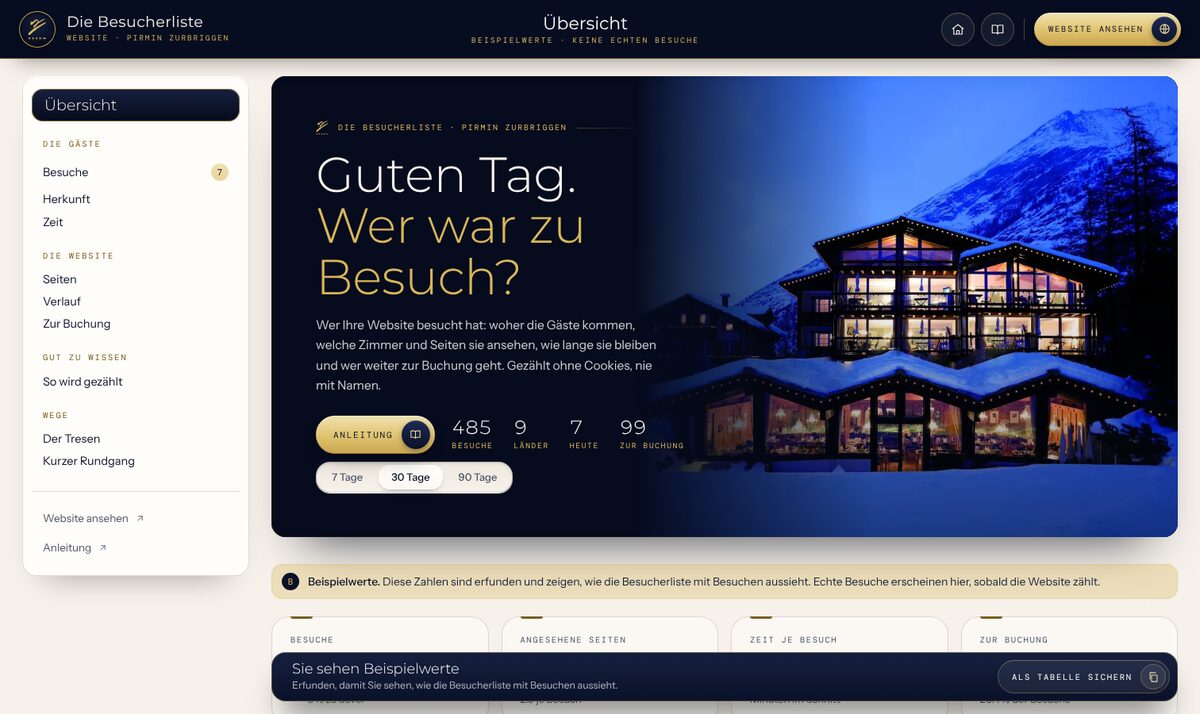 Die Besucherliste
WEBSITE · PIRMIN ZURBRIGGEN
Übersicht
BEISPIELWERTE · KEINE ECHTEN BESUCHE
WEBSITE ANSEHEN
Übersicht
DIE GÄSTE
Besuche 7
Herkunft
Zeit
DIE WEBSITE
Seiten
Verlauf
Zur Buchung
GUT ZU WISSEN
So wird gezählt
WEGE
Der Tresen
Kurzer Rundgang
Website ansehen
Anleitung
DIE BESUCHERLISTE · PIRMIN ZURBRIGGEN
Guten Tag.
Wer war zu
Besuch?
Wer Ihre Website besucht hat: woher die Gäste kommen,
welche Zimmer und Seiten sie ansehen, wie lange sie bleiben
und wer weiter zur Buchung geht. Gezählt ohne Cookies, nie
mit Namen.
ANLEITUNG
485 9 7 99
BESUCHE LÄNDER HEUTE ZUR BUCHUNG
7 Tage 30 Tage 90 Tage
B Beispielwerte. Diese Zahlen sind erfunden und zeigen, wie die Besucherliste mit Besuchen aussieht. Echte Besuche erscheinen hier, sobald die Website zählt.
BESUCHE ANGESEHENE SEITEN ZEIT JE BESUCH ZUR BUCHUNG
Sie sehen Beispielwerte
Erfunden, damit Sie sehen, wie die Besucherliste mit Besuchen aussieht.
ALS TABELLE SICHERN